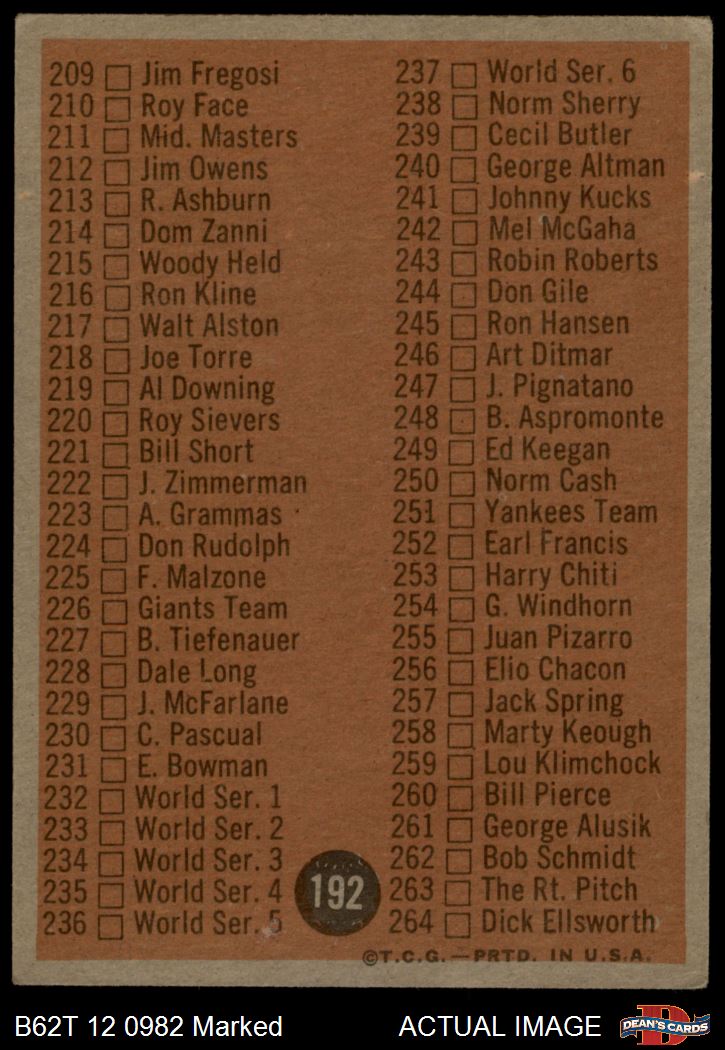 209 Jim Fregosi
210 Roy Face
211 Mid. Masters
212 Jim Owens
213 R. Ashburn
214 Dom Zanni
215 Woody Held
216 Ron Kline
217 Walt Alston
218 Joe Torre
219 Al Downing
220 Roy Sievers
221 Bill Short
222 J. Zimmerman
223 A. Grammas
224 Don Rudolph
225 F. Malzone
226 Giants Team
227 B. Tiefenauer
228 Dale Long
229 J. McFarlane
230 C. Pascual
231 E. Bowman
232 World Ser. 1
233 World Ser. 2
234 World Ser. 3
235 World Ser. 4
236 World Ser. 5
237 World Ser. 6
238 Norm Sherry
239 Cecil Butler
240 George Altman
241 Johnny Kucks
242 Mel McGaha
243 Robin Roberts
244 Don Gile
245 Ron Hansen
246 Art Ditmar
247 J. Pignatano
248 B. Aspromonte
249 Ed Keegan
250 Norm Cash
251 Yankees Team
252 Earl Francis
253 Harry Chiti
254 G. Windhorn
255 Juan Pizarro
256 Elio Chacon
257 Jack Spring
258 Marty Keough
259 Lou Klimchock
260 Bill Pierce
261 George Alusik
262 Bob Schmidt
263 The Rt. Pitch
264 Dick Ellsworth
192
©T.C.G.—PRTD. IN U.S.A.
B62T 12 0982 Marked
ACTUAL IMAGE
D
DEAN'S CARDS